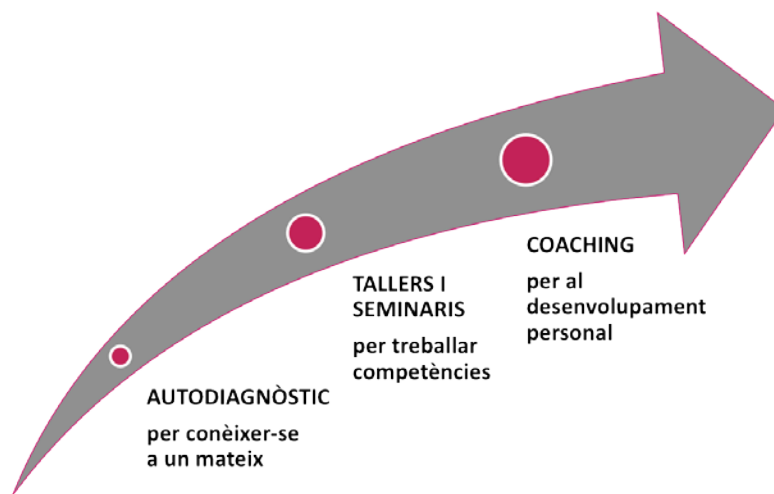 AUTODIAGNÒSTIC
per conèixer-se
a un mateix
TALLERS I
SEMINARIS
per treballar
competències
COACHING
per al
desenvolupament
personal